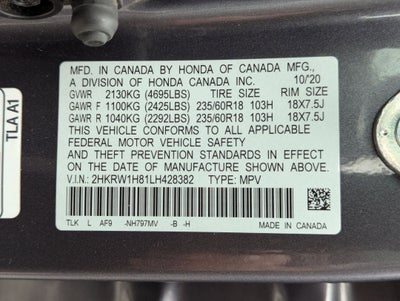 MFD. IN CANADA BY HONDA OF CANADA MFG.,
A DIVISION OF HONDA CANADA INC. 10/20
GVWR 2130KG (4695LBS) TIRE SIZE RIM SIZE
GAWR F 1100KG (2425LBS) 235/60R18 103H 18X7.5J
GAWR R 1040KG (2292LBS) 235/60R18 103H 18X7.5J
THIS VEHICLE CONFORMS TO ALL APPLICABLE
FEDERAL MOTOR VEHICLE SAFETY
AND THEFT PREVENTION STANDARDS IN EFFECT
ON THE DATE OF MANUFACTURE SHOWN ABOVE.
V.I.N.: 2HKRW1H81LH428382 TYPE: MPV
TLK L AF9 -NH797MV -B -H
MADE IN CANADA
TLA A1